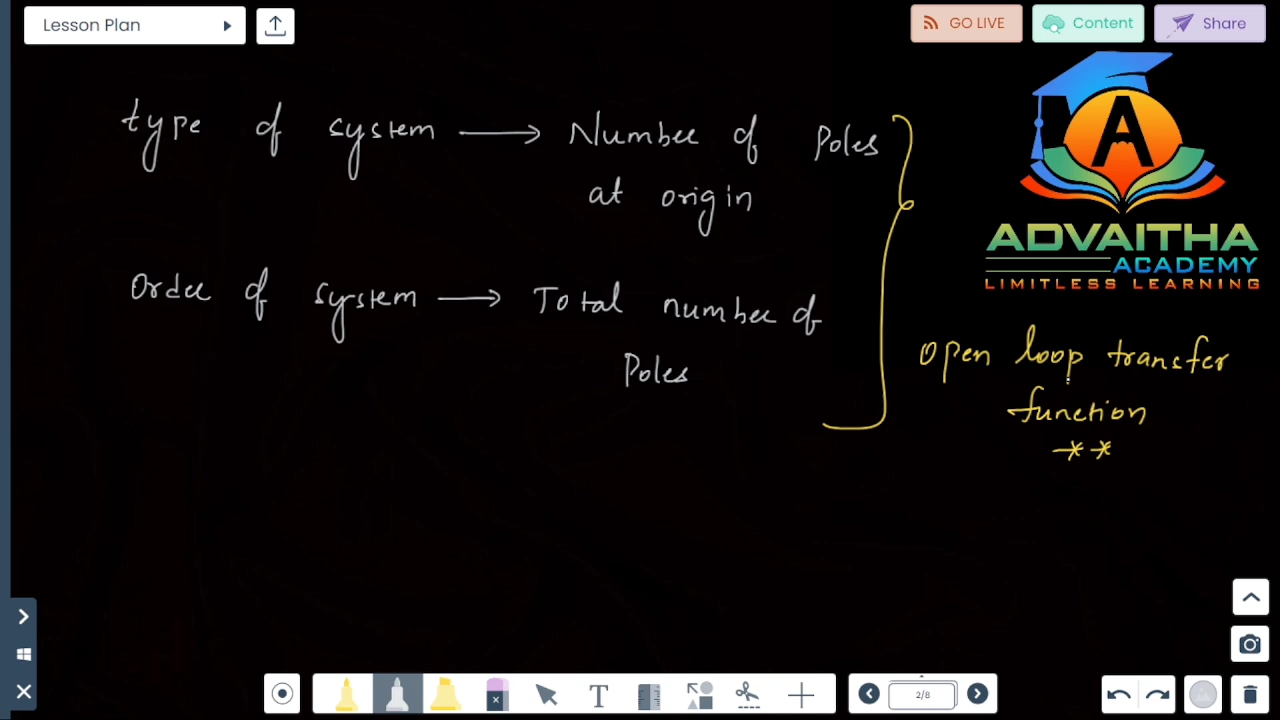 Lesson Plan
GO LIVE
Content
Share
type of system → Number of Poles
at origin
Order of system → Total number of
Poles
A
ADVAITHA
ACADEMY
LIMITLESS LEARNING
Open loop transfer
function
**
T
2/8